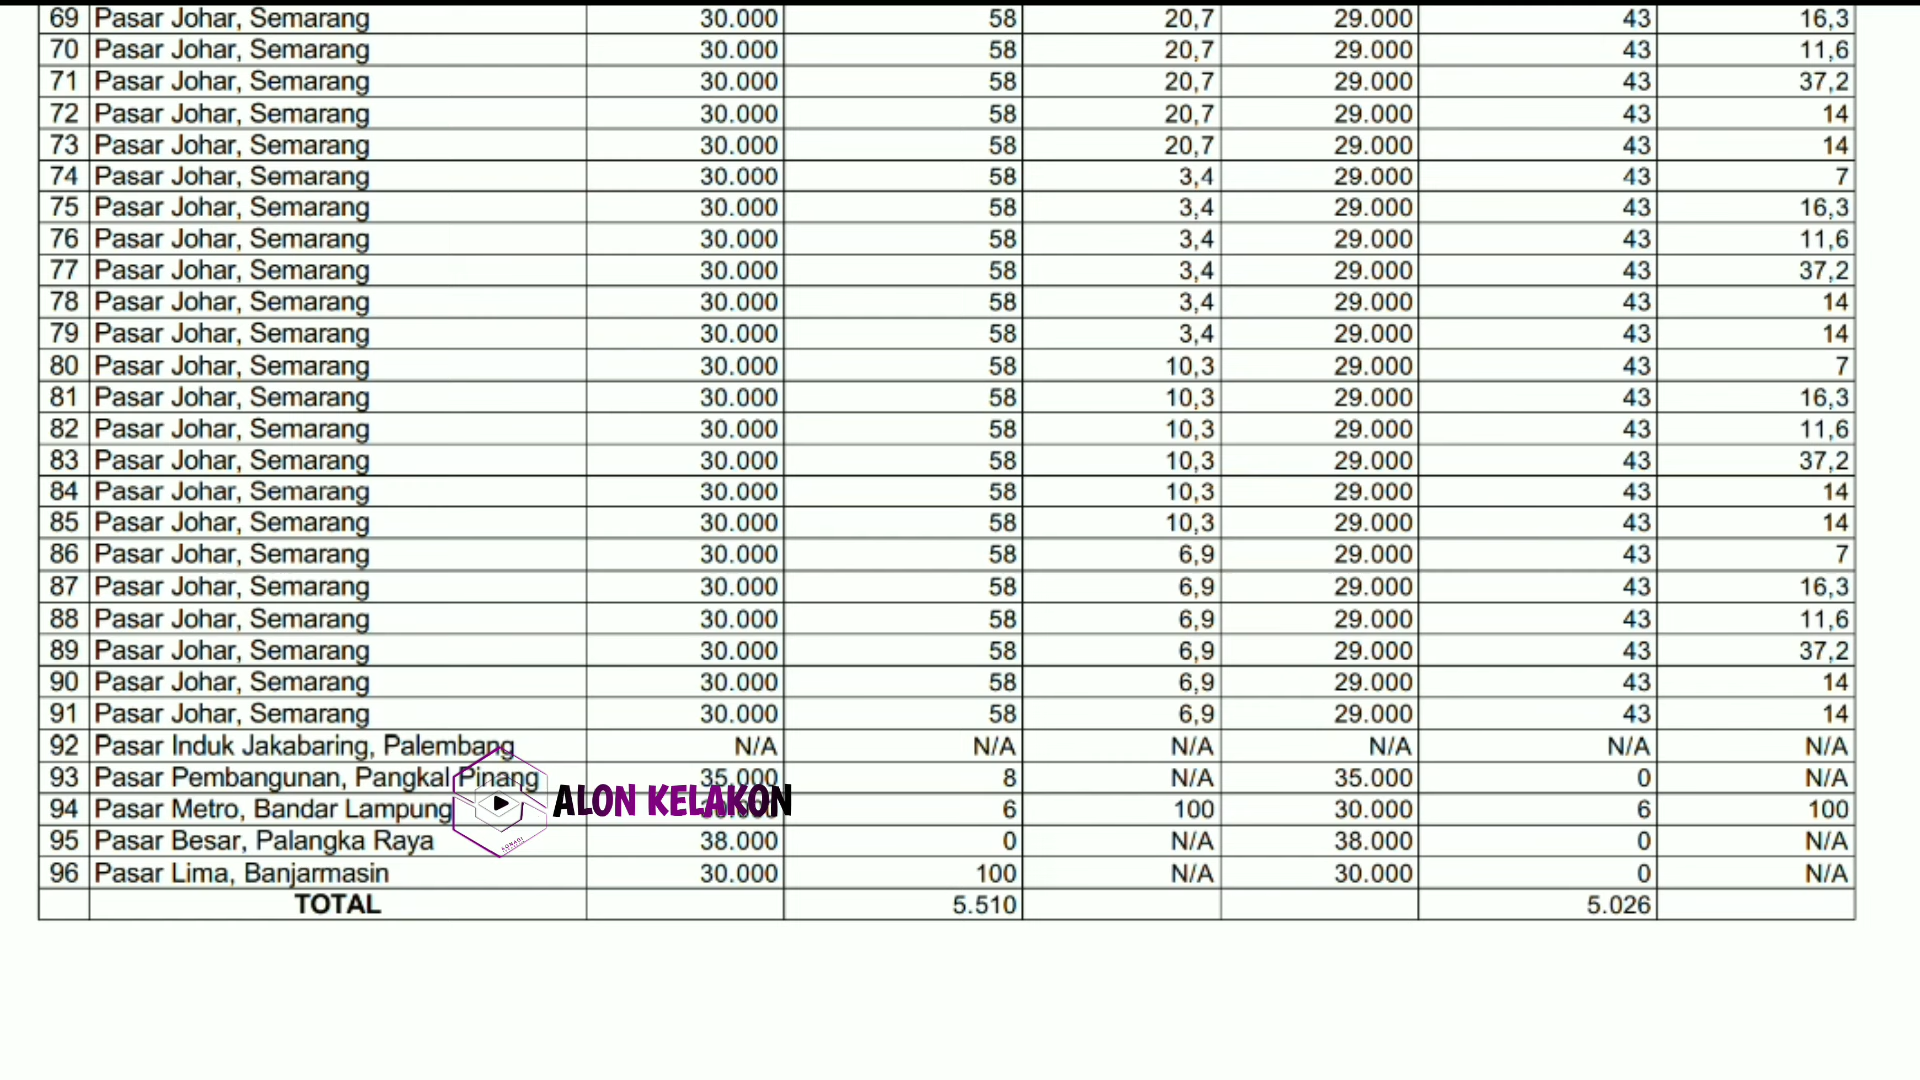 69 Pasar Johar, Semarang 30.000 58 20,7 29.000 43 16,3
70 Pasar Johar, Semarang 30.000 58 20,7 29.000 43 11,6
71 Pasar Johar, Semarang 30.000 58 20,7 29.000 43 37,2
72 Pasar Johar, Semarang 30.000 58 20,7 29.000 43 14
73 Pasar Johar, Semarang 30.000 58 20,7 29.000 43 14
74 Pasar Johar, Semarang 30.000 58 3,4 29.000 43 7
75 Pasar Johar, Semarang 30.000 58 3,4 29.000 43 16,3
76 Pasar Johar, Semarang 30.000 58 3,4 29.000 43 11,6
77 Pasar Johar, Semarang 30.000 58 3,4 29.000 43 37,2
78 Pasar Johar, Semarang 30.000 58 3,4 29.000 43 14
79 Pasar Johar, Semarang 30.000 58 3,4 29.000 43 14
80 Pasar Johar, Semarang 30.000 58 10,3 29.000 43 7
81 Pasar Johar, Semarang 30.000 58 10,3 29.000 43 16,3
82 Pasar Johar, Semarang 30.000 58 10,3 29.000 43 11,6
83 Pasar Johar, Semarang 30.000 58 10,3 29.000 43 37,2
84 Pasar Johar, Semarang 30.000 58 10,3 29.000 43 14
85 Pasar Johar, Semarang 30.000 58 10,3 29.000 43 14
86 Pasar Johar, Semarang 30.000 58 6,9 29.000 43 7
87 Pasar Johar, Semarang 30.000 58 6,9 29.000 43 16,3
88 Pasar Johar, Semarang 30.000 58 6,9 29.000 43 11,6
89 Pasar Johar, Semarang 30.000 58 6,9 29.000 43 37,2
90 Pasar Johar, Semarang 30.000 58 6,9 29.000 43 14
91 Pasar Johar, Semarang 30.000 58 6,9 29.000 43 14
92 Pasar Induk Jakabaring, Palembang N/A N/A N/A N/A N/A N/A
93 Pasar Pembangunan, Pangkal Pinang 35.000 8 N/A 35.000 0 N/A
94 Pasar Metro, Bandar Lampung 6 100 30.000 6 100
ALON KELAKON
95 Pasar Besar, Palangka Raya 38.000 0 N/A 38.000 0 N/A
96 Pasar Lima, Banjarmasin 30.000 100 N/A 30.000 0 N/A
TOTAL 5.510 5.026